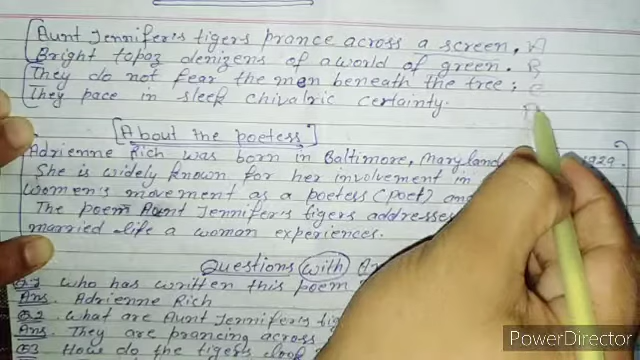 Aunt Jennifer's tigers prance across a screen, A
Bright topaz denizens of a world of green. B
They do not fear the men beneath the tree; C
They pace in sleek chivalric certainty. D
[About the poetess]
Adrienne Rich was born in Baltimore, Maryland 1929.
She is widely known for her involvement in
women's movement as a poetess (poet) and
The poem Aunt Jennifer's tigers addresses
married life a woman experiences.
Questions with
Q.1 who has written this poem
Ans. Adrienne Rich
Q.2 what are Aunt Jennifer's
Ans. They are prancing across
Q3 How do the tigers look
PowerDirector